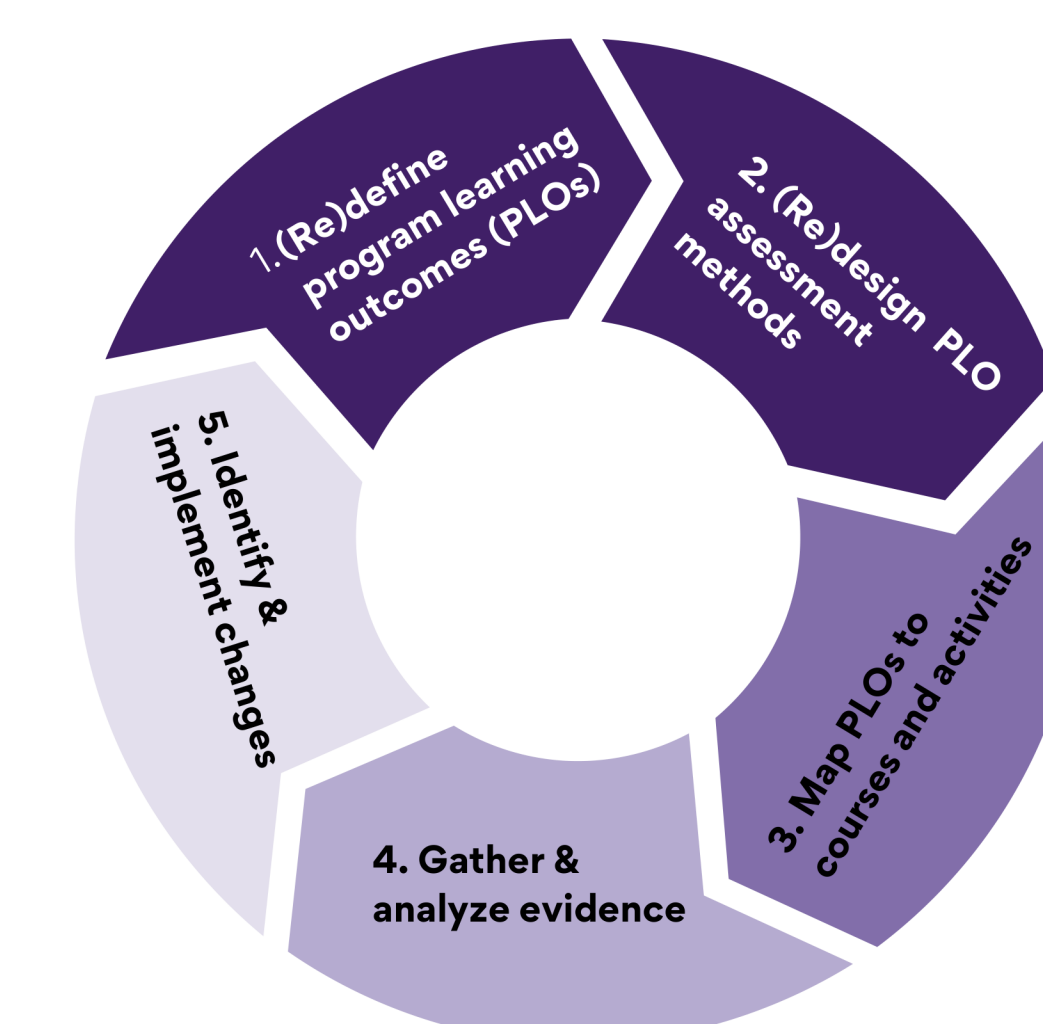 1.(Re)define
program learning
outcomes (PLOs)
2. (Re)design PLO
assessment
methods
3. Map PLOs to
courses and activities
4. Gather &
analyze evidence
5. Identify &
implement changes